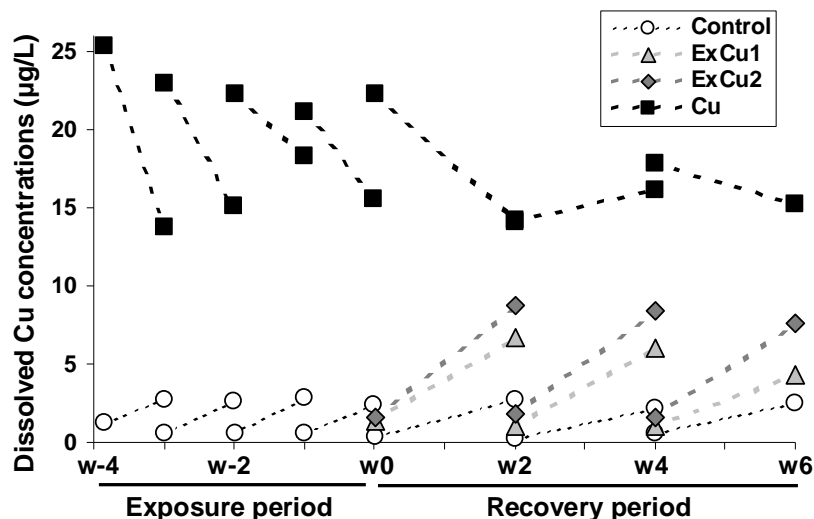 Dissolved Cu concentrations (µg/L)
25
20
15
10
5
0
Control
ExCu1
ExCu2
Cu
w-4 w-2 w0 w2 w4 w6
Exposure period Recovery period